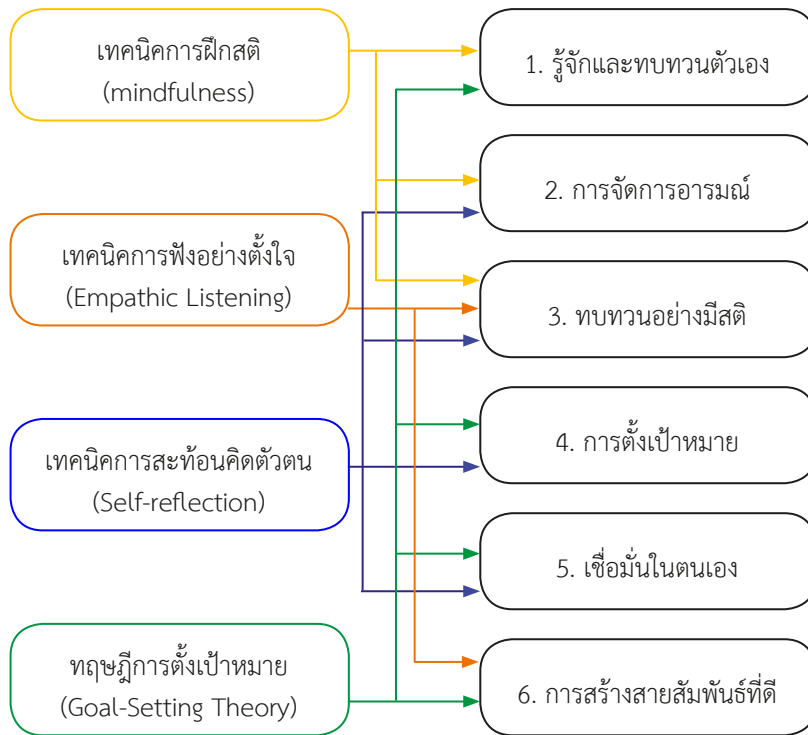 เทคนิคการฝึกสติ
(mindfulness)
เทคนิคการฟังอย่างตั้งใจ
(Empathic Listening)
เทคนิคการสะท้อนคิดตัวตน
(Self-reflection)
ทฤษฎีการตั้งเป้าหมาย
(Goal-Setting Theory)
1. รู้จักและทบทวนตัวเอง
2. การจัดการอารมณ์
3. ทบทวนอย่างมีสติ
4. การตั้งเป้าหมาย
5. เชื่อมั่นในตนเอง
6. การสร้างสายสัมพันธ์ที่ดี